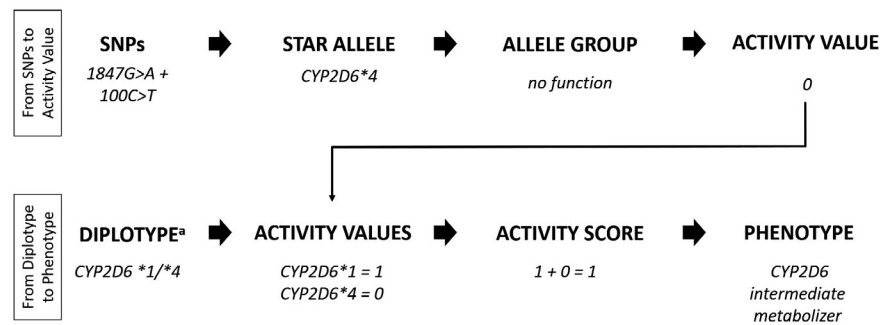 From SNPs to
Activity Value
SNPs
1847G>A +
100C>T
STAR ALLELE
CYP2D6*4
ALLELE GROUP
no function
ACTIVITY VALUE
0
From Diplotype
to Phenotype
DIPLOTYPEᵃ
CYP2D6 *1/*4
ACTIVITY VALUES
CYP2D6*1 = 1
CYP2D6*4 = 0
ACTIVITY SCORE
1 + 0 = 1
PHENOTYPE
CYP2D6
intermediate
metabolizer